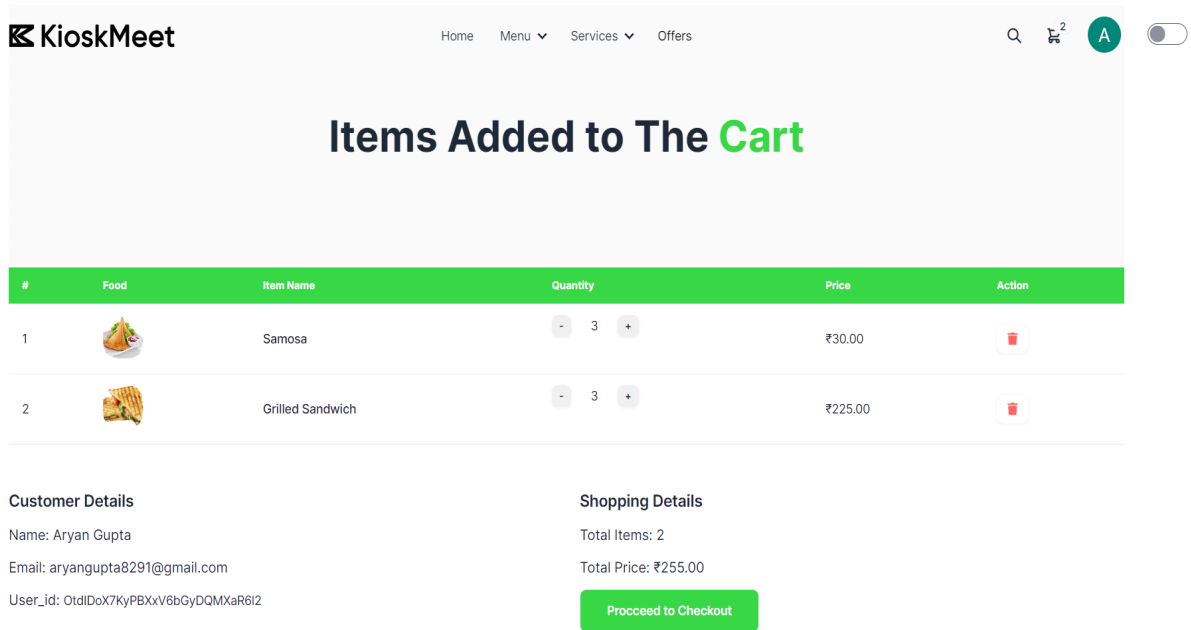 KioskMeet Home Menu Services Offers 2 A
Items Added to The Cart
# Food Item Name Quantity Price Action
1 Samosa - 3 + ₹30.00
2 Grilled Sandwich - 3 + ₹225.00
Customer Details
Name: Aryan Gupta
Email: aryangupta8291@gmail.com
User_id: OtdIDoX7KyPBXxV6bGyDQMXaR6I2
Shopping Details
Total Items: 2
Total Price: ₹255.00
Procceed to Checkout